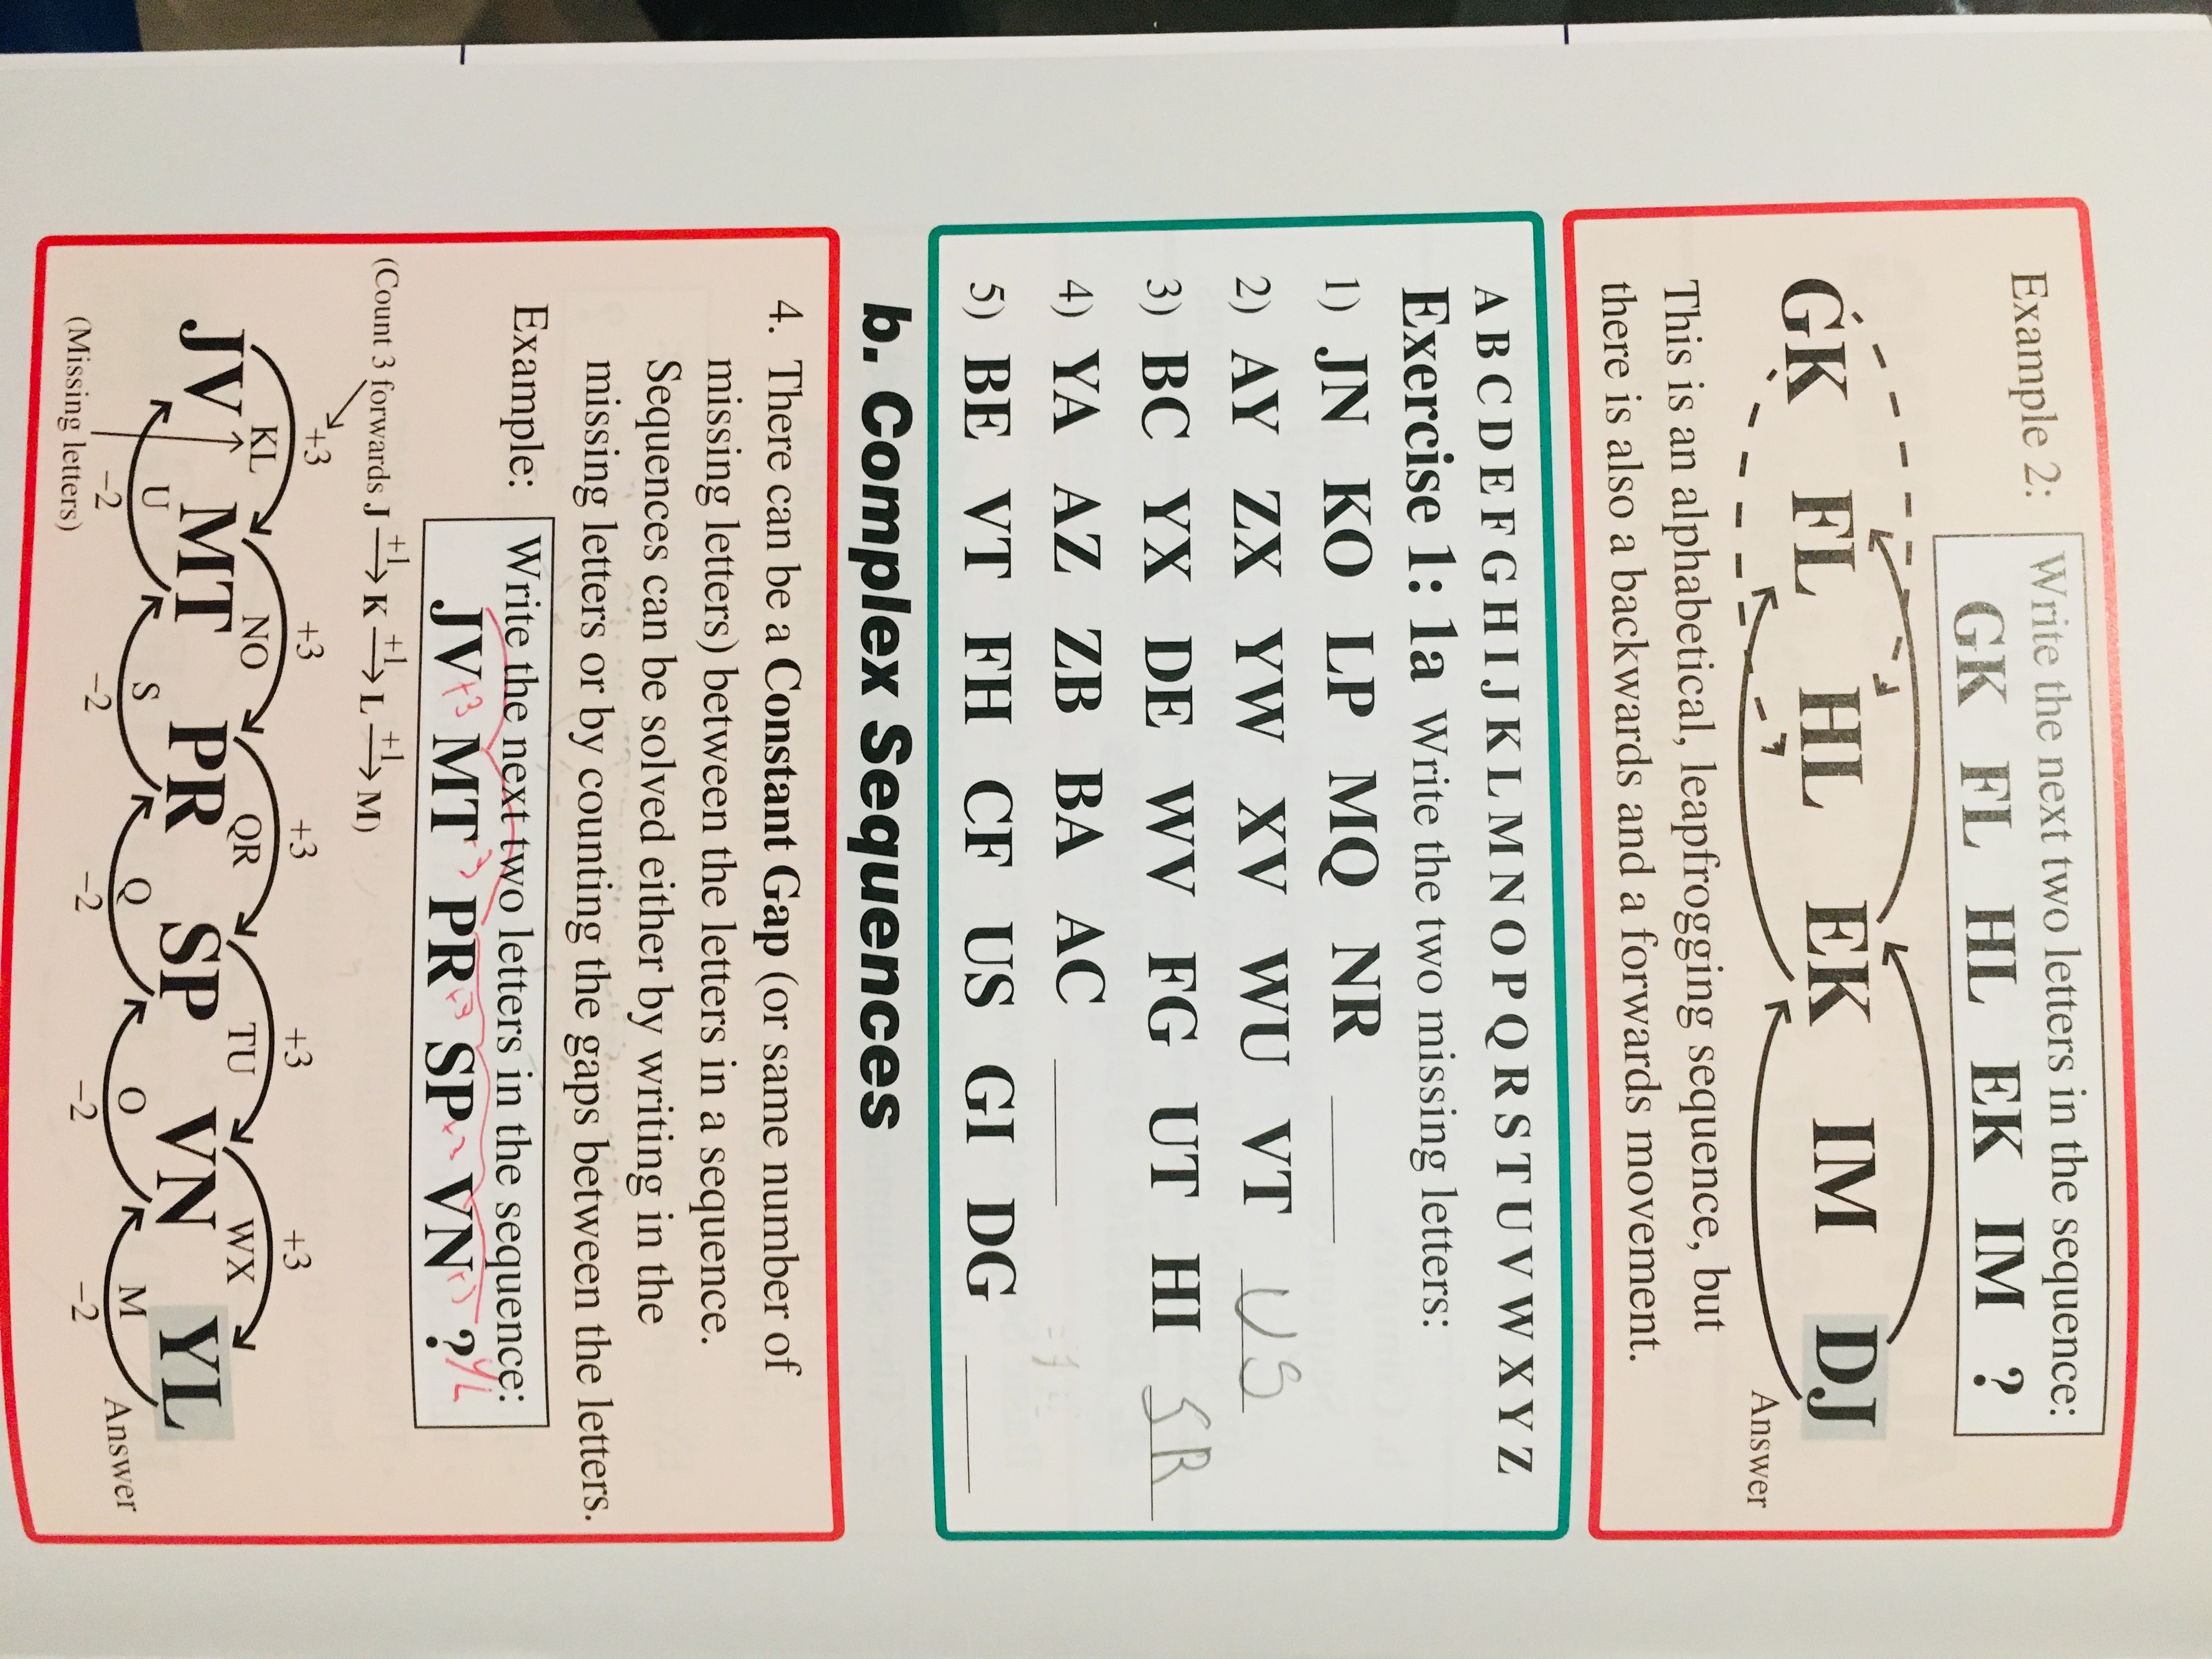 Example 2:
Write the next two letters in the sequence:
GK FL HL EK IM ?
GK FL HL EK IM DJ
Answer
This is an alphabetical, leapfrogging sequence, but
there is also a backwards and a forwards movement.
A B C D E F G H I J K L M N O P Q R S T U V W X Y Z
Exercise 1: 1a Write the two missing letters:
1) JN KO LP MQ NR
2) AY ZX YW XV WU VT US
3) BC YX DE WV FG UT HI SR
4) YA AZ ZB BA AC
5) BE VT FH CF US GI DG
b. Complex Sequences
4. There can be a Constant Gap (or same number of
missing letters) between the letters in a sequence.
Sequences can be solved either by writing in the
missing letters or by counting the gaps between the letters.
Example:
Write the next two letters in the sequence:
JV +3 MT PR SP VN ? YL
(Count 3 forwards J +1 K +1 L +1 M)
+3 +3 +3 +3 +3
KL NO QR TU WX
JV MT PR SP VN YL
U S Q O M
-2 -2 -2 -2 -2
Answer
(Missing letters)